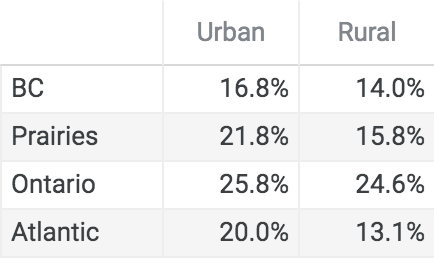 Urban Rural
BC 16.8% 14.0%
Prairies 21.8% 15.8%
Ontario 25.8% 24.6%
Atlantic 20.0% 13.1%